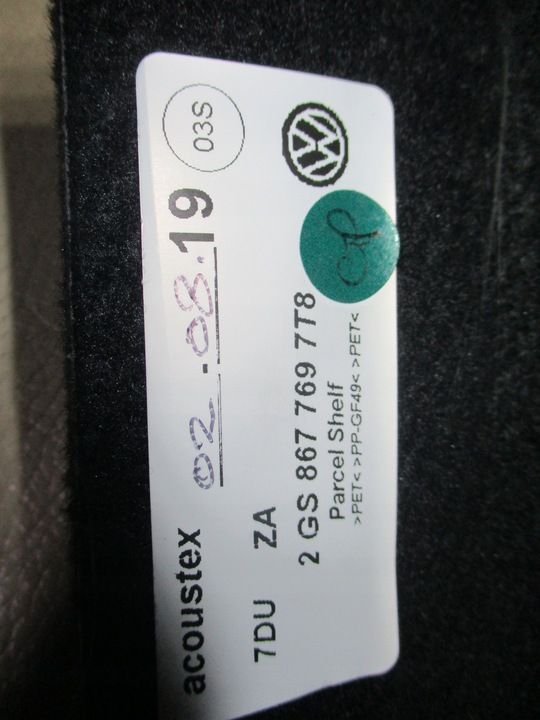 acoustex 02.08.19 03S
7DU ZA
2 GS 867 769 7T8
Parcel Shelf
>PET< >PP-GF49< >PET<